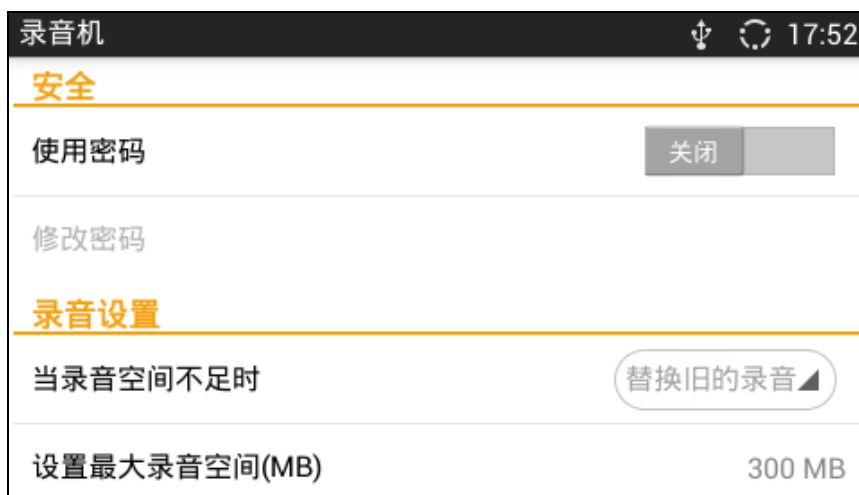 录音机 17:52
安全
使用密码 关闭
修改密码
录音设置
当录音空间不足时 替换旧的录音
设置最大录音空间(MB) 300 MB